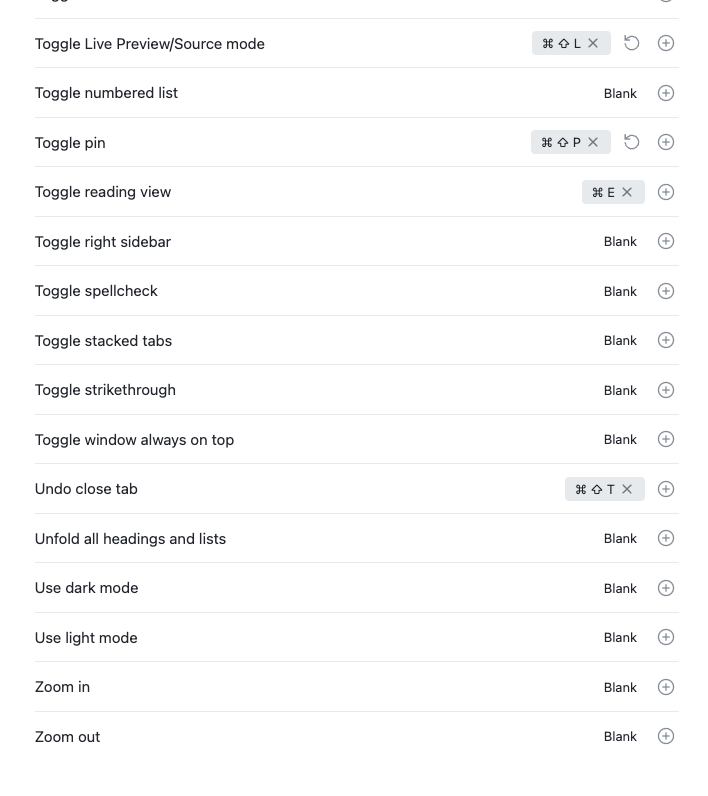 Toggle Live Preview/Source mode ⌘ ⇧ L
Toggle numbered list Blank
Toggle pin ⌘ ⇧ P
Toggle reading view ⌘ E
Toggle right sidebar Blank
Toggle spellcheck Blank
Toggle stacked tabs Blank
Toggle strikethrough Blank
Toggle window always on top Blank
Undo close tab ⌘ ⇧ T
Unfold all headings and lists Blank
Use dark mode Blank
Use light mode Blank
Zoom in Blank
Zoom out Blank